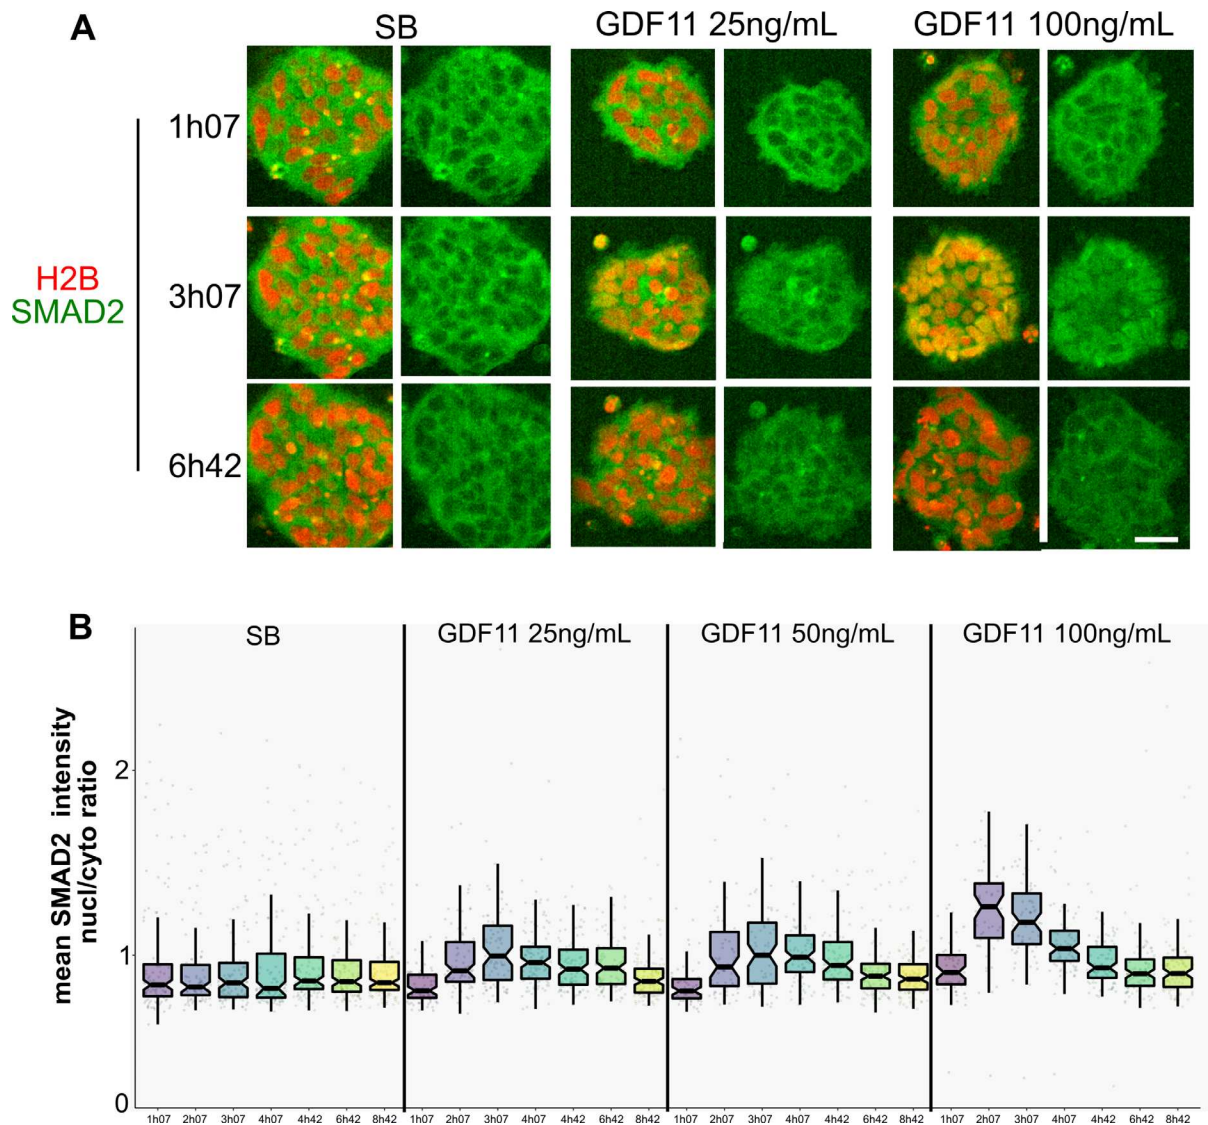 A
SB
GDF11 25ng/mL
GDF11 100ng/mL
1h07
H2B
SMAD2
3h07
6h42
B
SB
GDF11 25ng/mL
GDF11 50ng/mL
GDF11 100ng/mL
mean SMAD2 intensity
nucl/cyto ratio
2
1
0
1h07 2h07 3h07 4h07 4h42 6h42 8h42 1h07 2h07 3h07 4h07 4h42 6h42 8h42 1h07 2h07 3h07 4h07 4h42 6h42 8h42 1h07 2h07 3h07 4h07 4h42 6h42 8h42